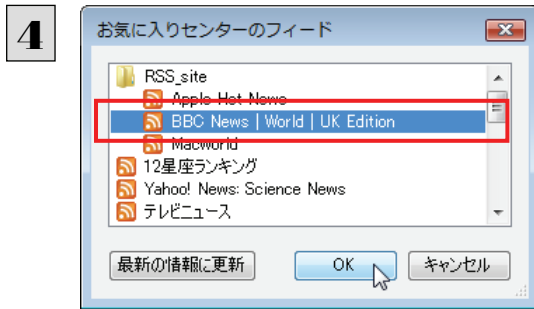 4
お気に入りセンターのフィード
RSS_site
Apple Hot News
BBC News | World | UK Edition
Macworld
12星座ランキング
Yahoo! News: Science News
テレビニュース
最新の情報に更新
OK
キャンセル